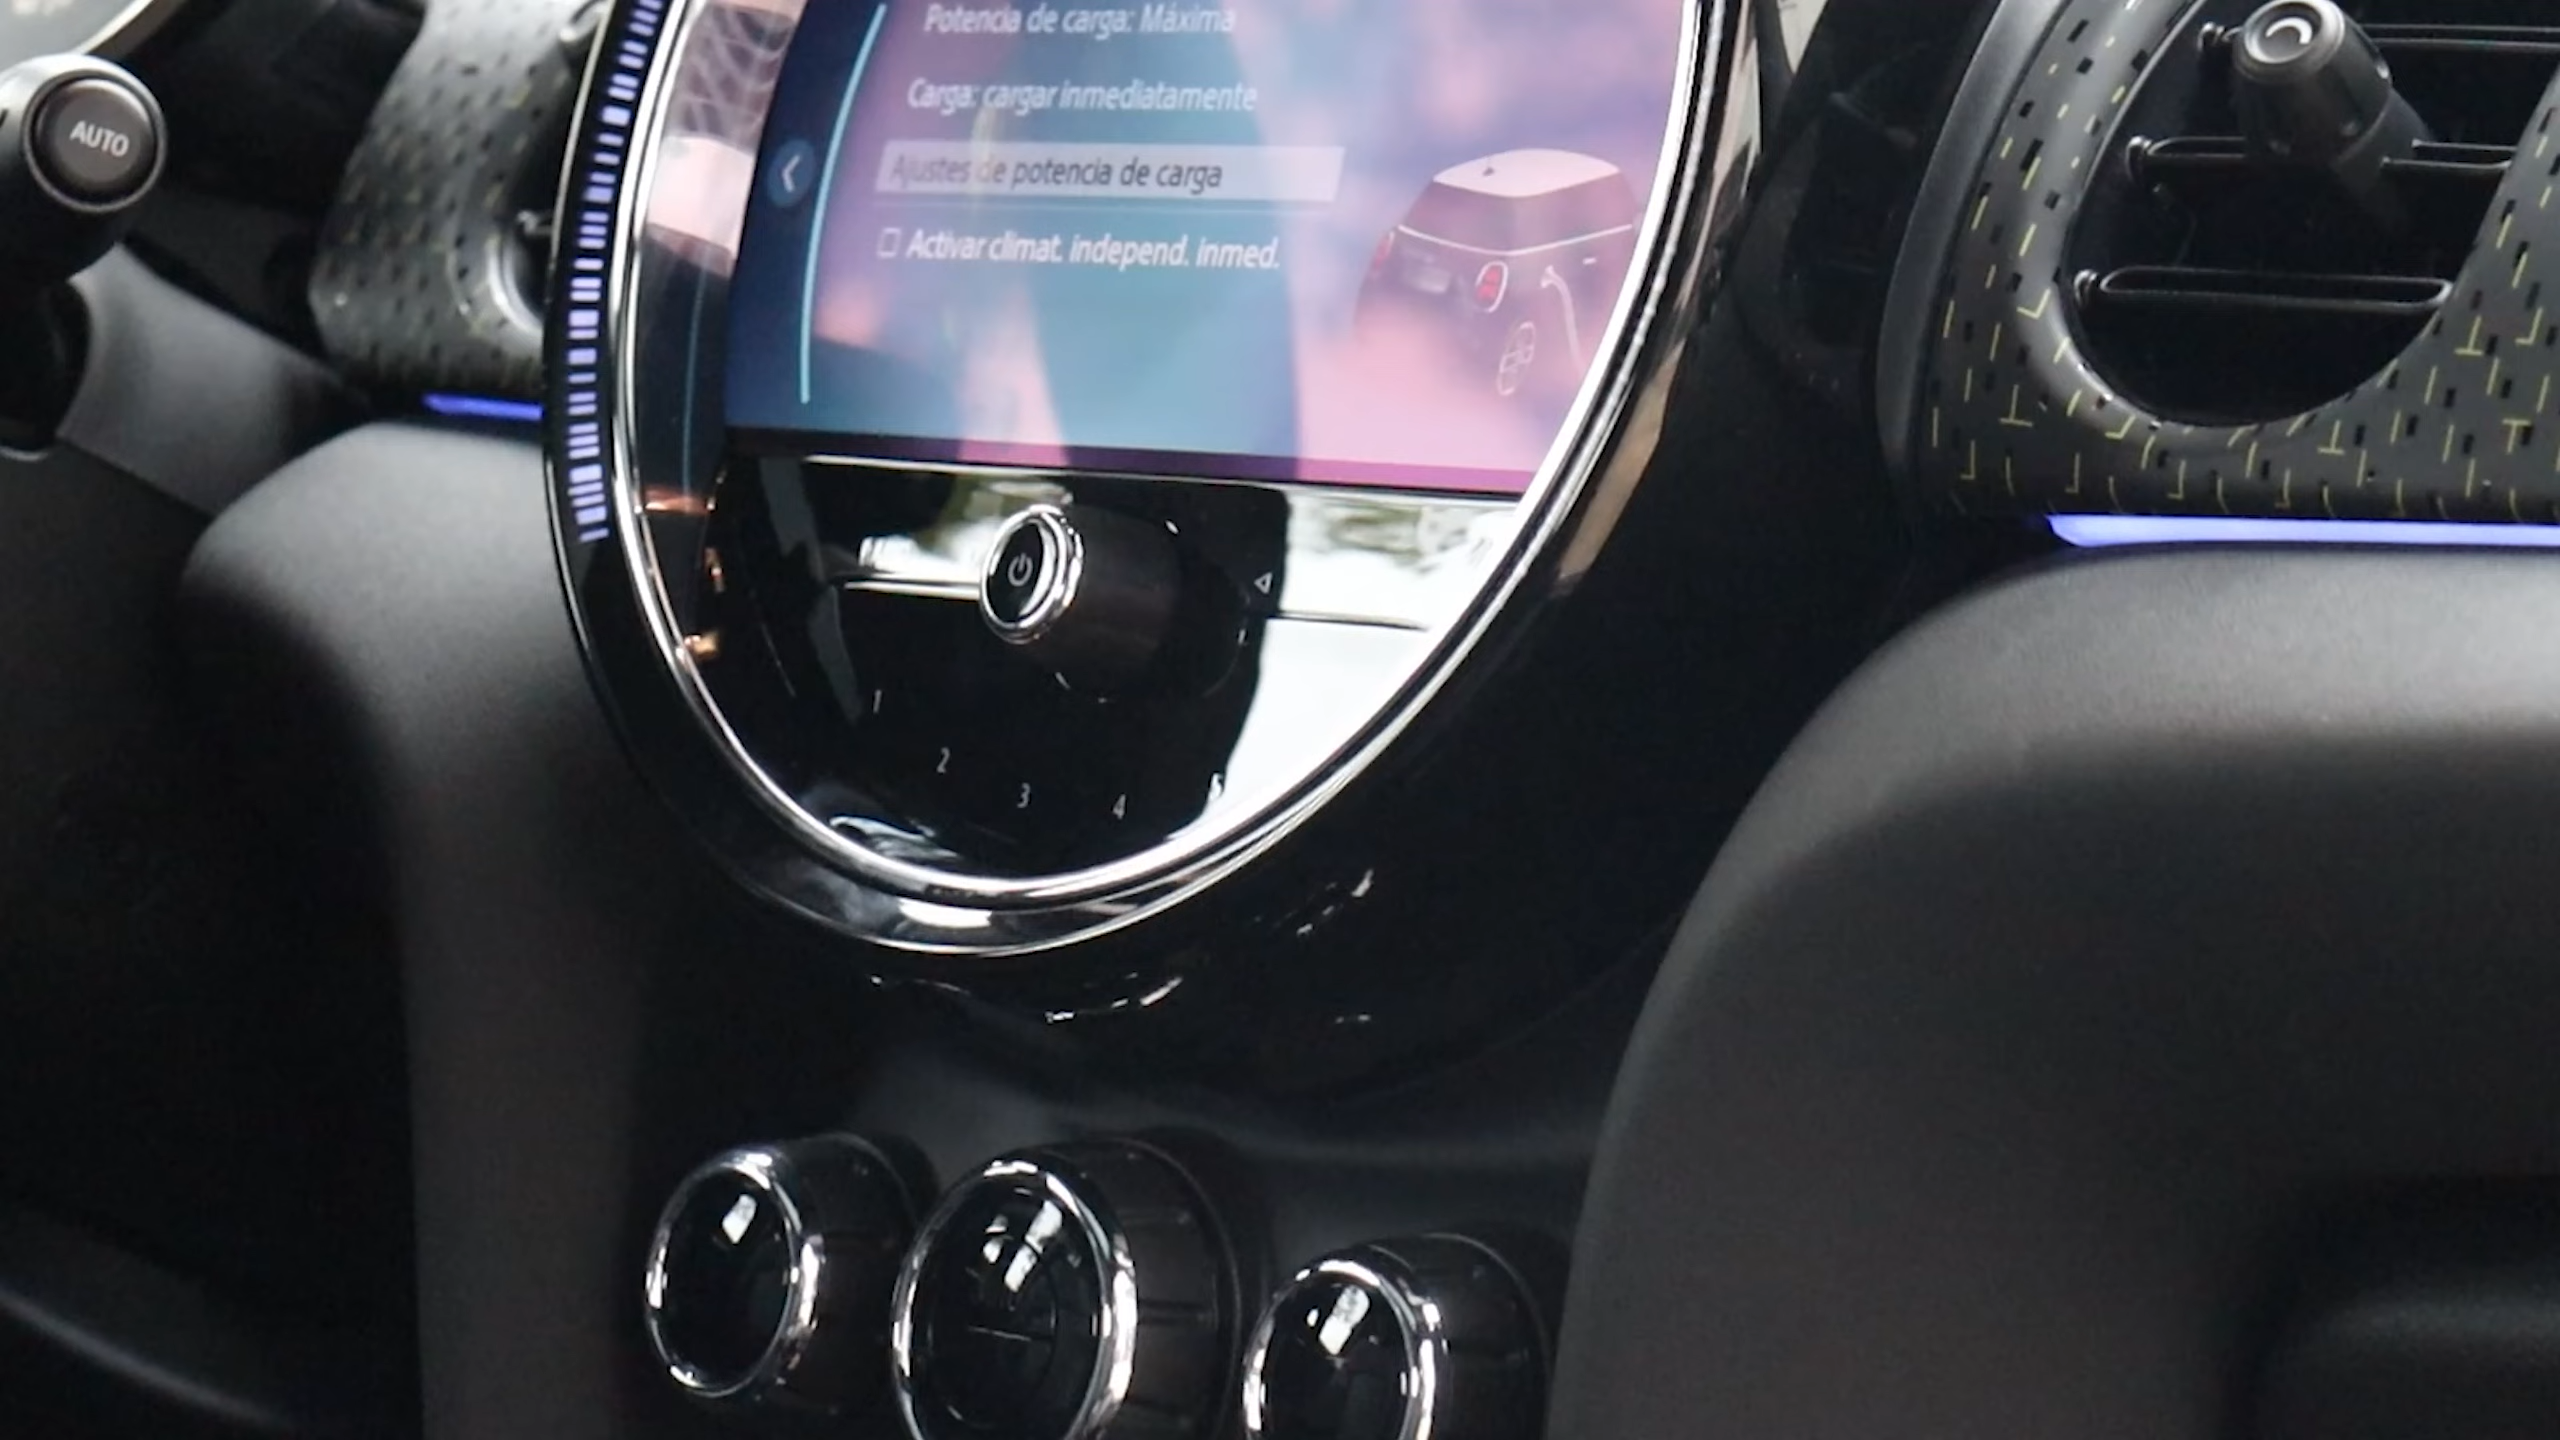 Potencia de carga: Máxima
Carga: cargar inmediatamente
Ajustes de potencia de carga
Activar climat. independ. inmed.
AUTO
1
2
3
4
5